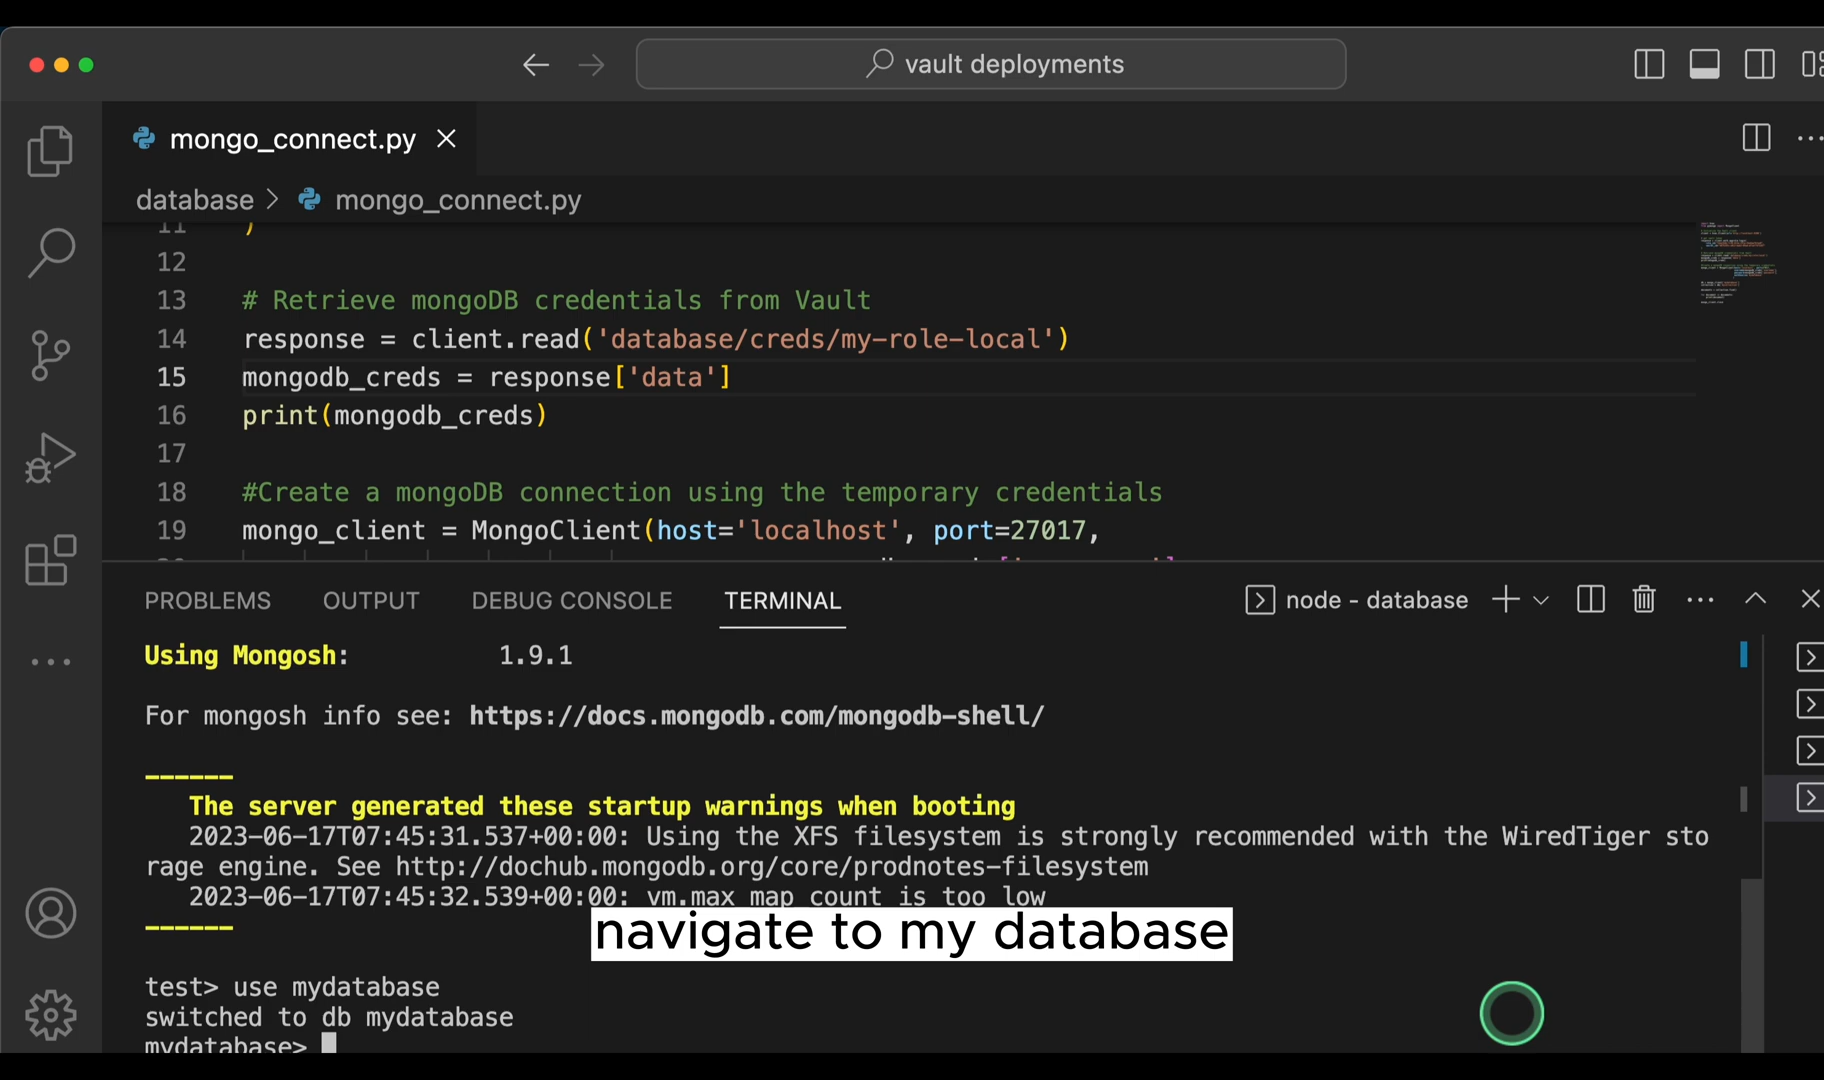 vault deployments
mongo_connect.py
database > mongo_connect.py
11 )
12
13 # Retrieve mongoDB credentials from Vault
14 response = client.read('database/creds/my-role-local')
15 mongodb_creds = response['data']
16 print(mongodb_creds)
17
18 #Create a mongoDB connection using the temporary credentials
19 mongo_client = MongoClient(host='localhost', port=27017,
PROBLEMS OUTPUT DEBUG CONSOLE TERMINAL node - database
Using Mongosh: 1.9.1
For mongosh info see: https://docs.mongodb.com/mongodb-shell/
------
The server generated these startup warnings when booting
2023-06-17T07:45:31.537+00:00: Using the XFS filesystem is strongly recommended with the WiredTiger sto
rage engine. See http://dochub.mongodb.org/core/prodnotes-filesystem
2023-06-17T07:45:32.539+00:00: vm.max_map_count is too low
------
navigate to my database
test> use mydatabase
switched to db mydatabase
mydatabase>